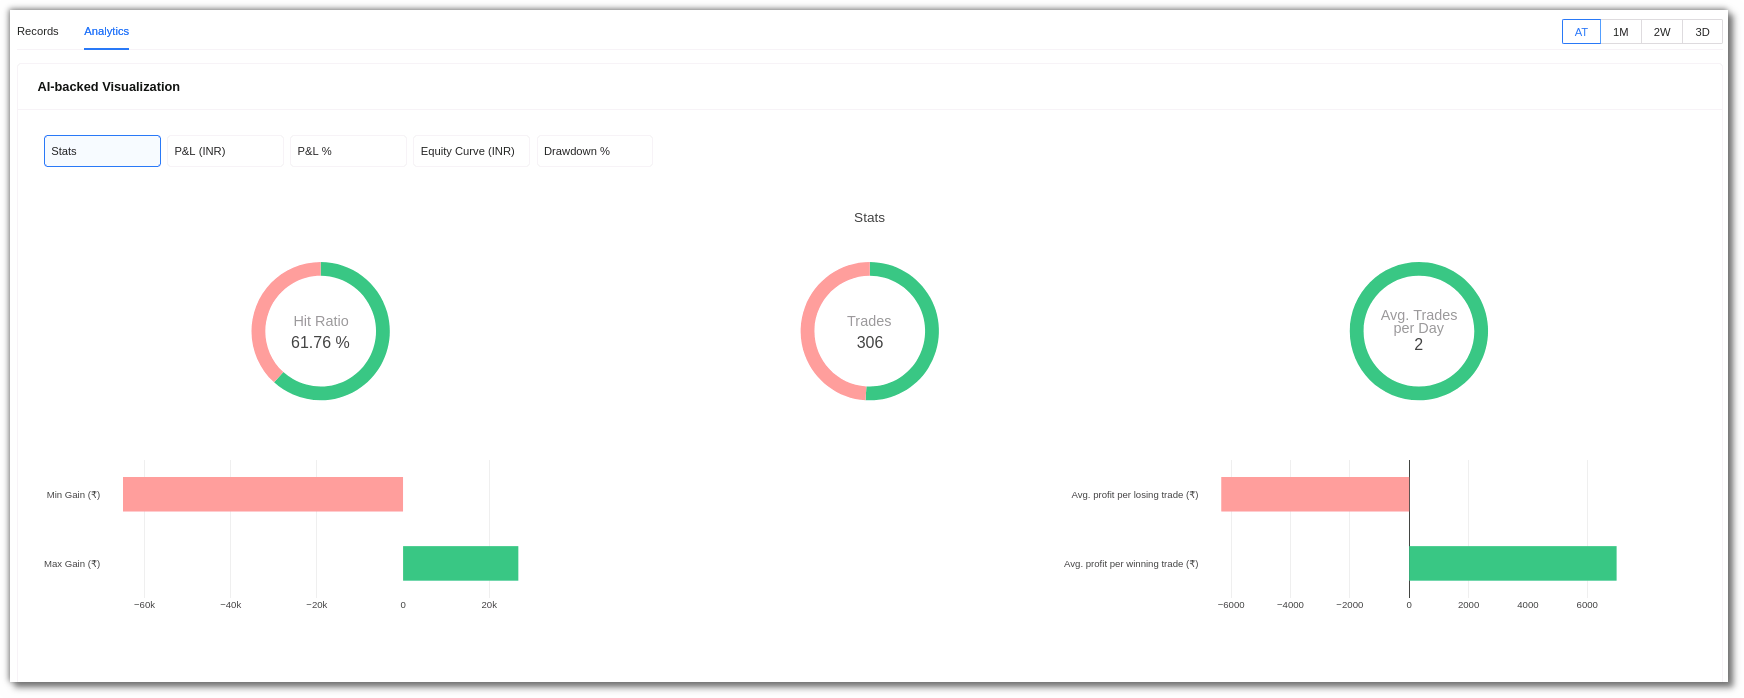 Records Analytics AT 1M 2W 3D
AI-backed Visualization
Stats P&L (INR) P&L % Equity Curve (INR) Drawdown %
Stats
Hit Ratio
61.76 %
Trades
306
Avg. Trades
per Day
2
Min Gain (₹)
Max Gain (₹)
−60k −40k −20k 0 20k
Avg. profit per losing trade (₹)
Avg. profit per winning trade (₹)
−6000 −4000 −2000 0 2000 4000 6000